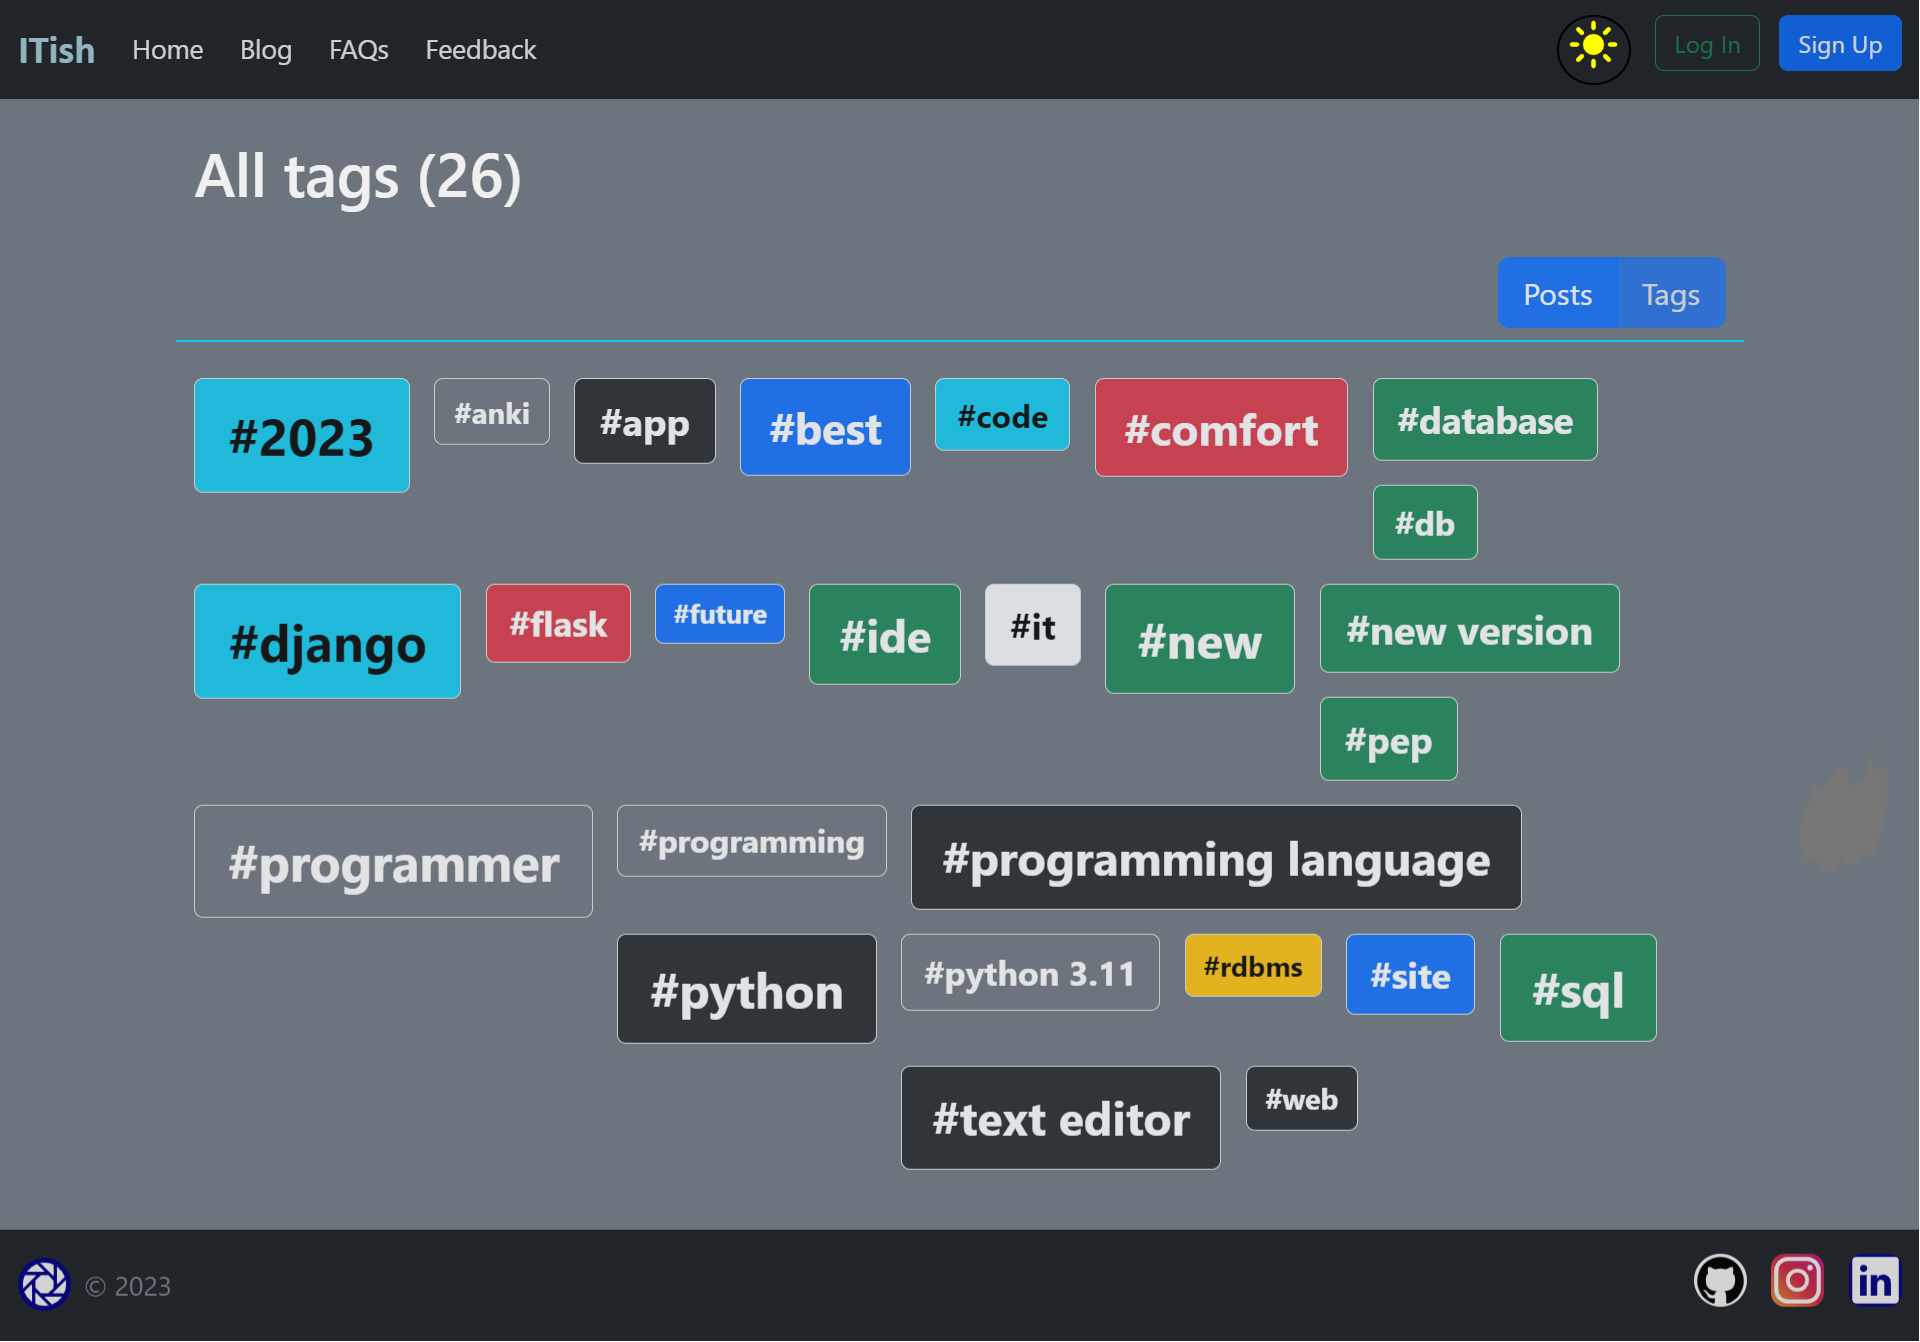 ITish Home Blog FAQs Feedback Log In Sign Up
All tags (26)
Posts Tags
#2023 #anki #app #best #code #comfort #database
#db
#django #flask #future #ide #it #new #new version
#pep
#programmer #programming #programming language
#python #python 3.11 #rdbms #site #sql
#text editor #web
© 2023
in